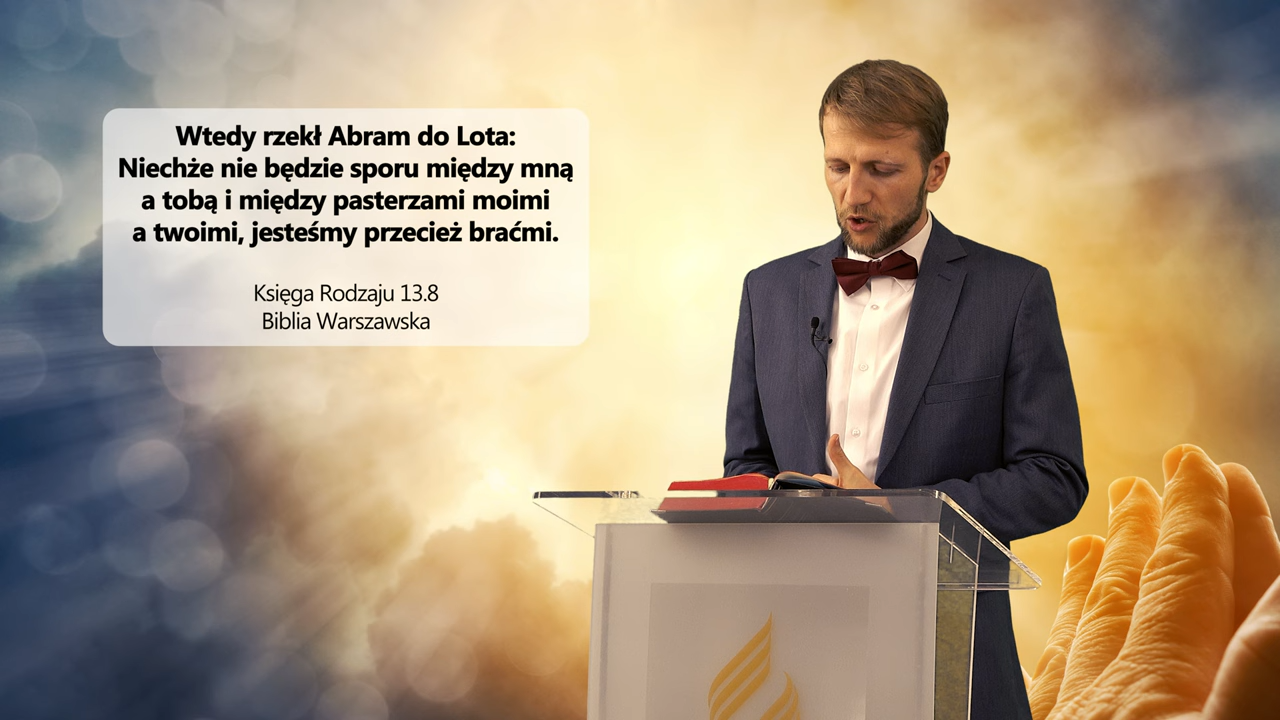 Wtedy rzekł Abram do Lota:
Niechże nie będzie sporu między mną
a tobą i między pasterzami moimi
a twoimi, jesteśmy przecież braćmi.
Księga Rodzaju 13.8
Biblia Warszawska